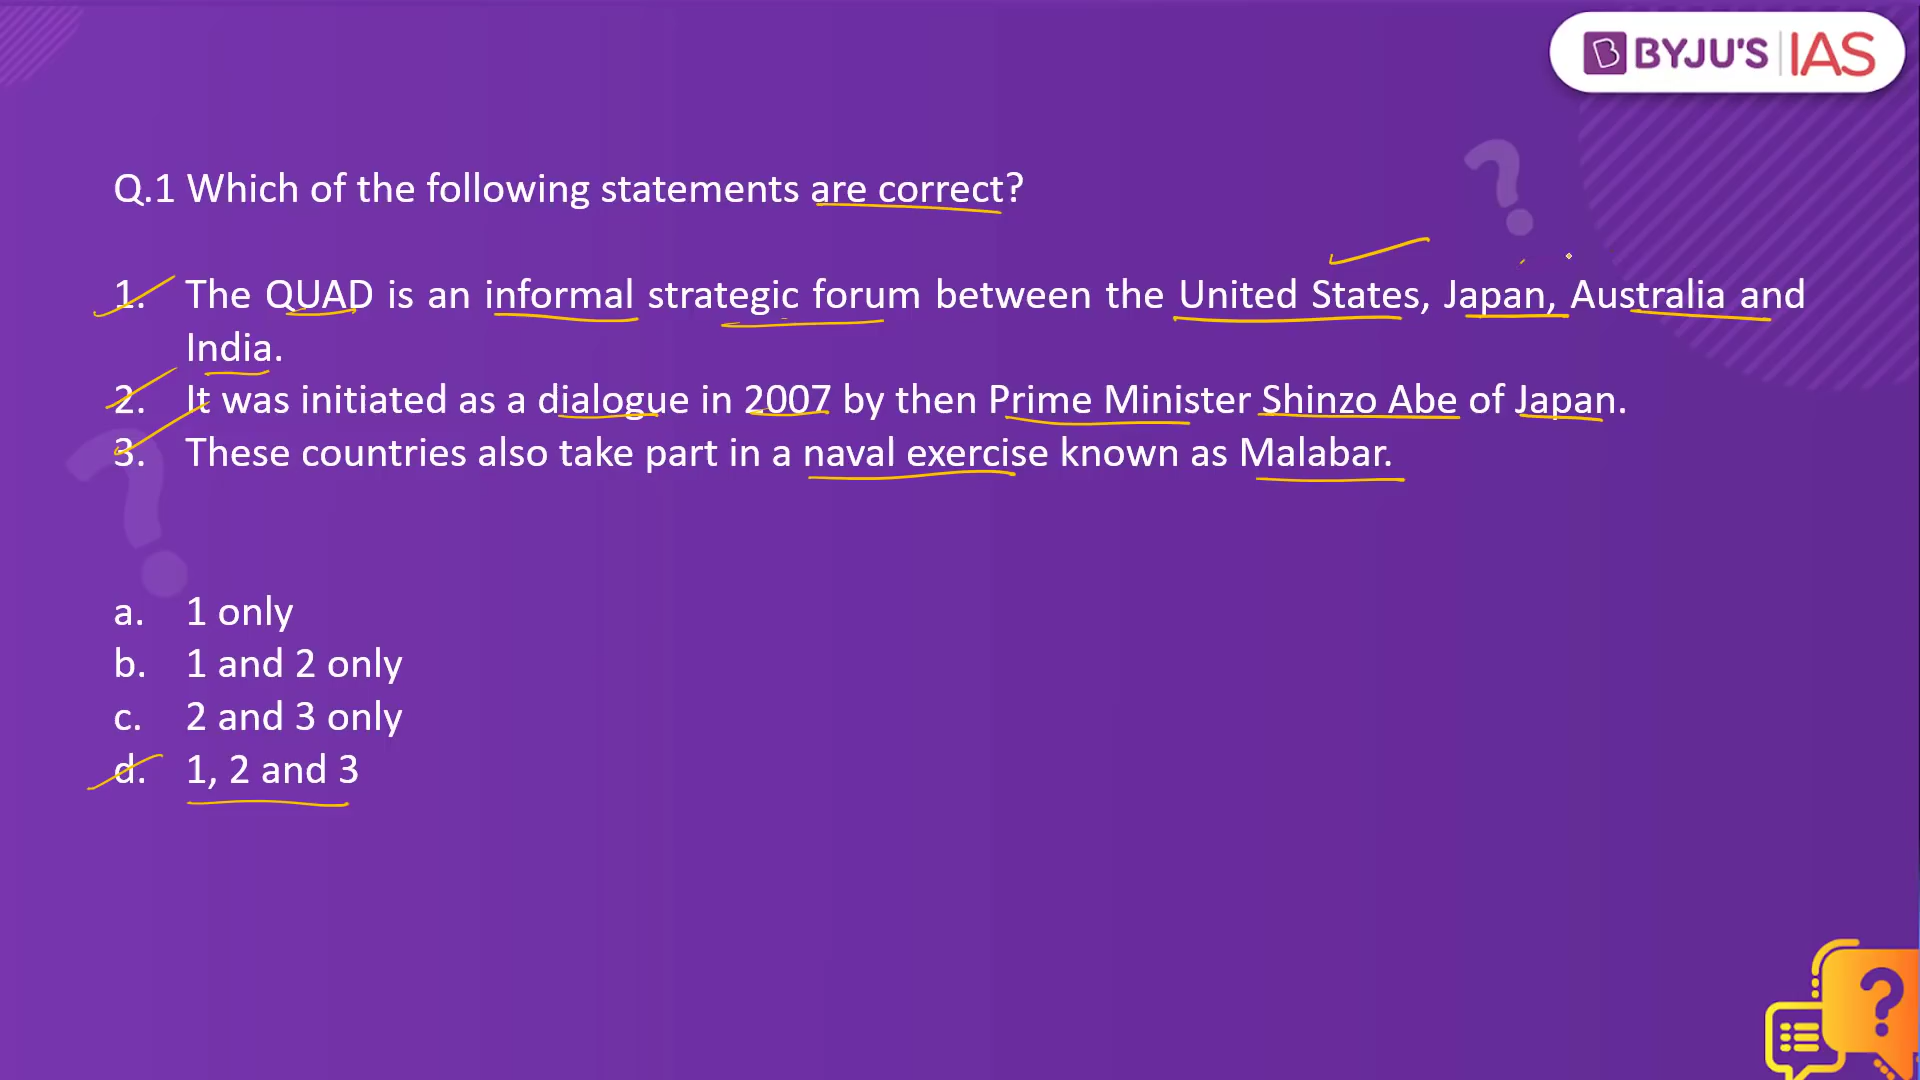 BYJU'S IAS
Q.1 Which of the following statements are correct?
1. The QUAD is an informal strategic forum between the United States, Japan, Australia and
India.
2. It was initiated as a dialogue in 2007 by then Prime Minister Shinzo Abe of Japan.
3. These countries also take part in a naval exercise known as Malabar.
a. 1 only
b. 1 and 2 only
c. 2 and 3 only
d. 1, 2 and 3